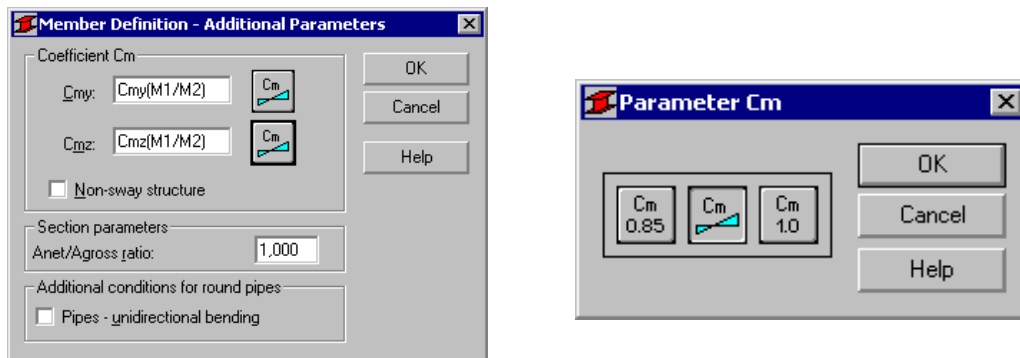 Member Definition - Additional Parameters
Coefficient Cm
Cmy: Cmy(M1/M2) Cm
Cmz: Cmz(M1/M2) Cm
Non-sway structure
Section parameters
Anet/Agross ratio: 1,000
Additional conditions for round pipes
Pipes - unidirectional bending
OK
Cancel
Help
Parameter Cm
Cm 0.85
Cm
Cm 1.0
OK
Cancel
Help